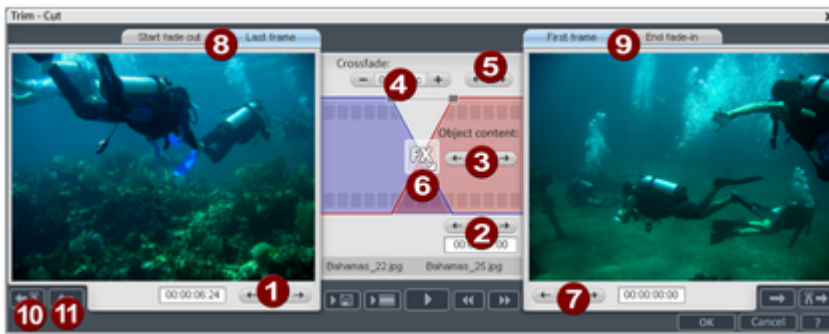 Trim - Cut
Start fade out
8
Last frame
First frame
9
End fade-in
Crossfade:
4
5
Object content:
3
FX
6
2
Bahamas_22.jpg
Bahamas_25.jpg
10
11
00:00:06:24
1
7
00:00:00:00
OK
Cancel
?